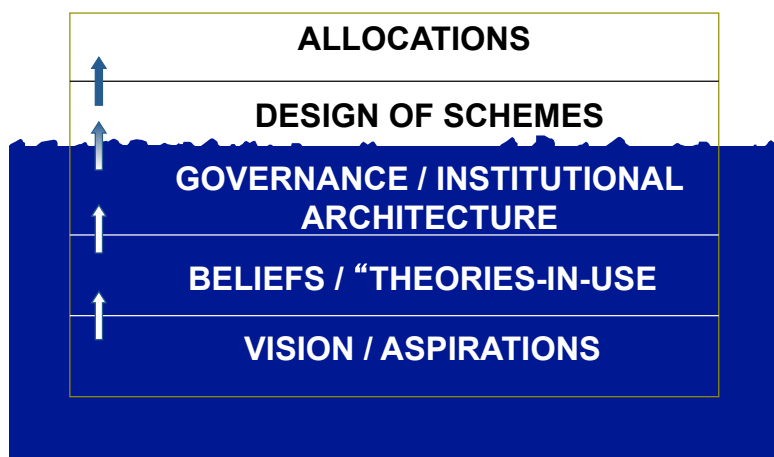 ALLOCATIONS
DESIGN OF SCHEMES
GOVERNANCE / INSTITUTIONAL
ARCHITECTURE
BELIEFS / “THEORIES-IN-USE
VISION / ASPIRATIONS